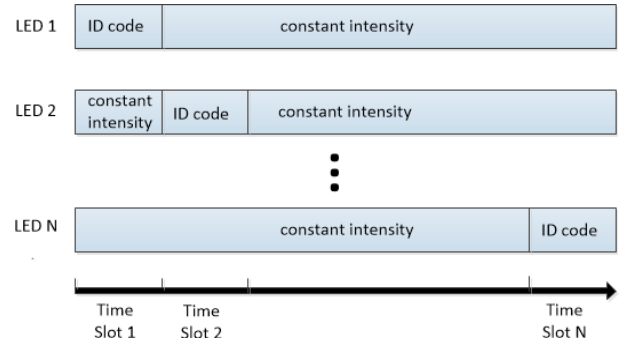 LED 1
ID code
constant intensity
LED 2
constant
intensity
ID code
constant intensity
LED N
constant intensity
ID code
Time
Slot 1
Time
Slot 2
Time
Slot N